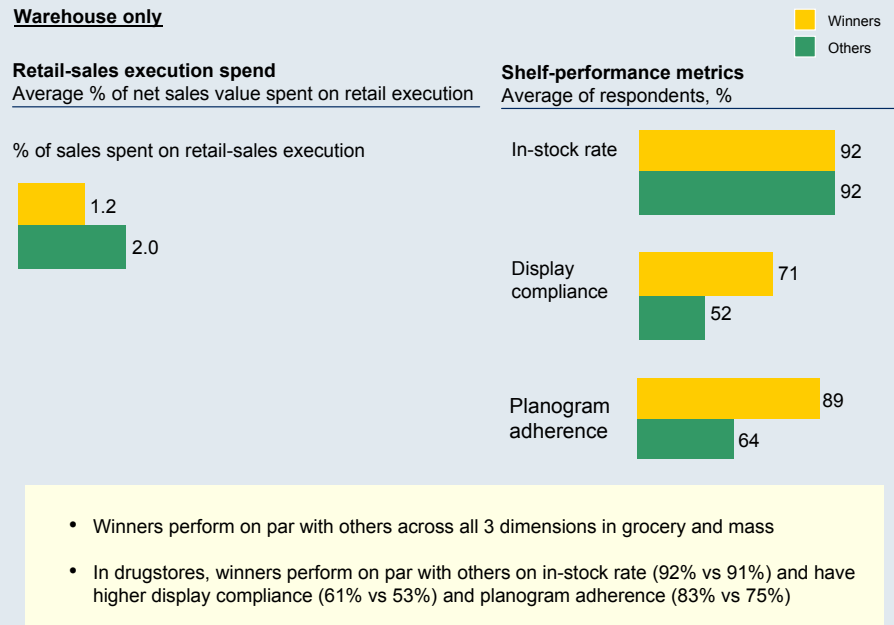 Warehouse only
Winners
Others
Retail-sales execution spend
Average % of net sales value spent on retail execution
% of sales spent on retail-sales execution
1.2
2.0
Shelf-performance metrics
Average of respondents, %
In-stock rate
92
92
Display
compliance
71
52
Planogram
adherence
89
64
• Winners perform on par with others across all 3 dimensions in grocery and mass
• In drugstores, winners perform on par with others on in-stock rate (92% vs 91%) and have
higher display compliance (61% vs 53%) and planogram adherence (83% vs 75%)